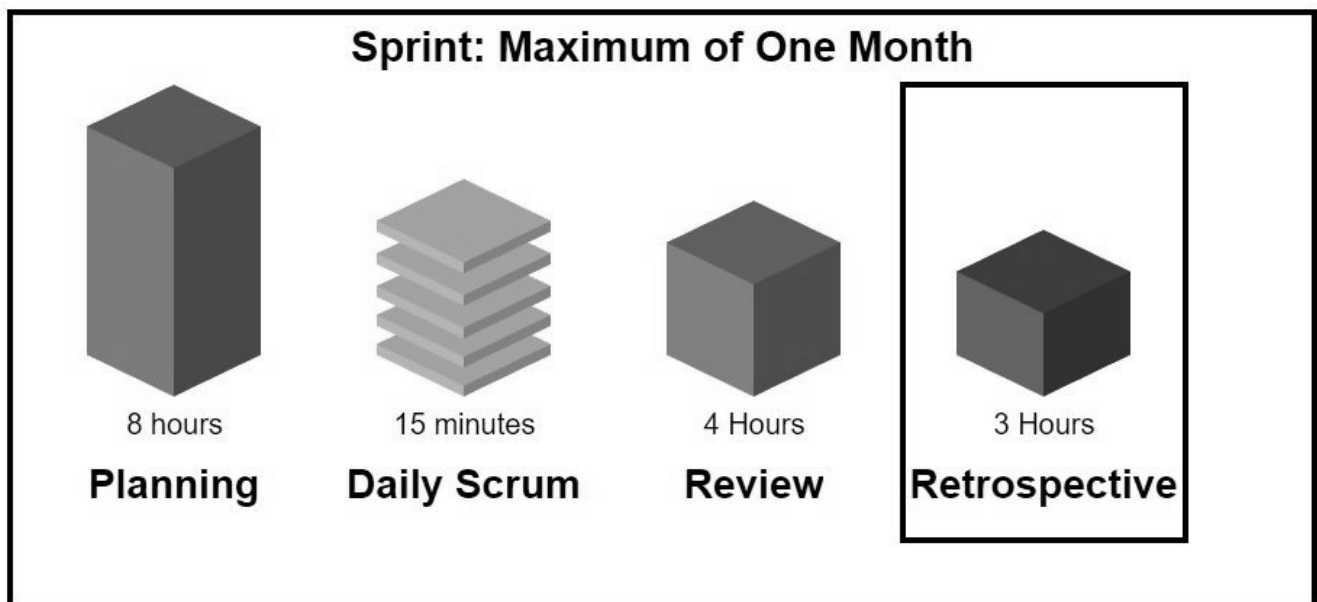 Sprint: Maximum of One Month
8 hours
15 minutes
4 Hours
3 Hours
Planning
Daily Scrum
Review
Retrospective